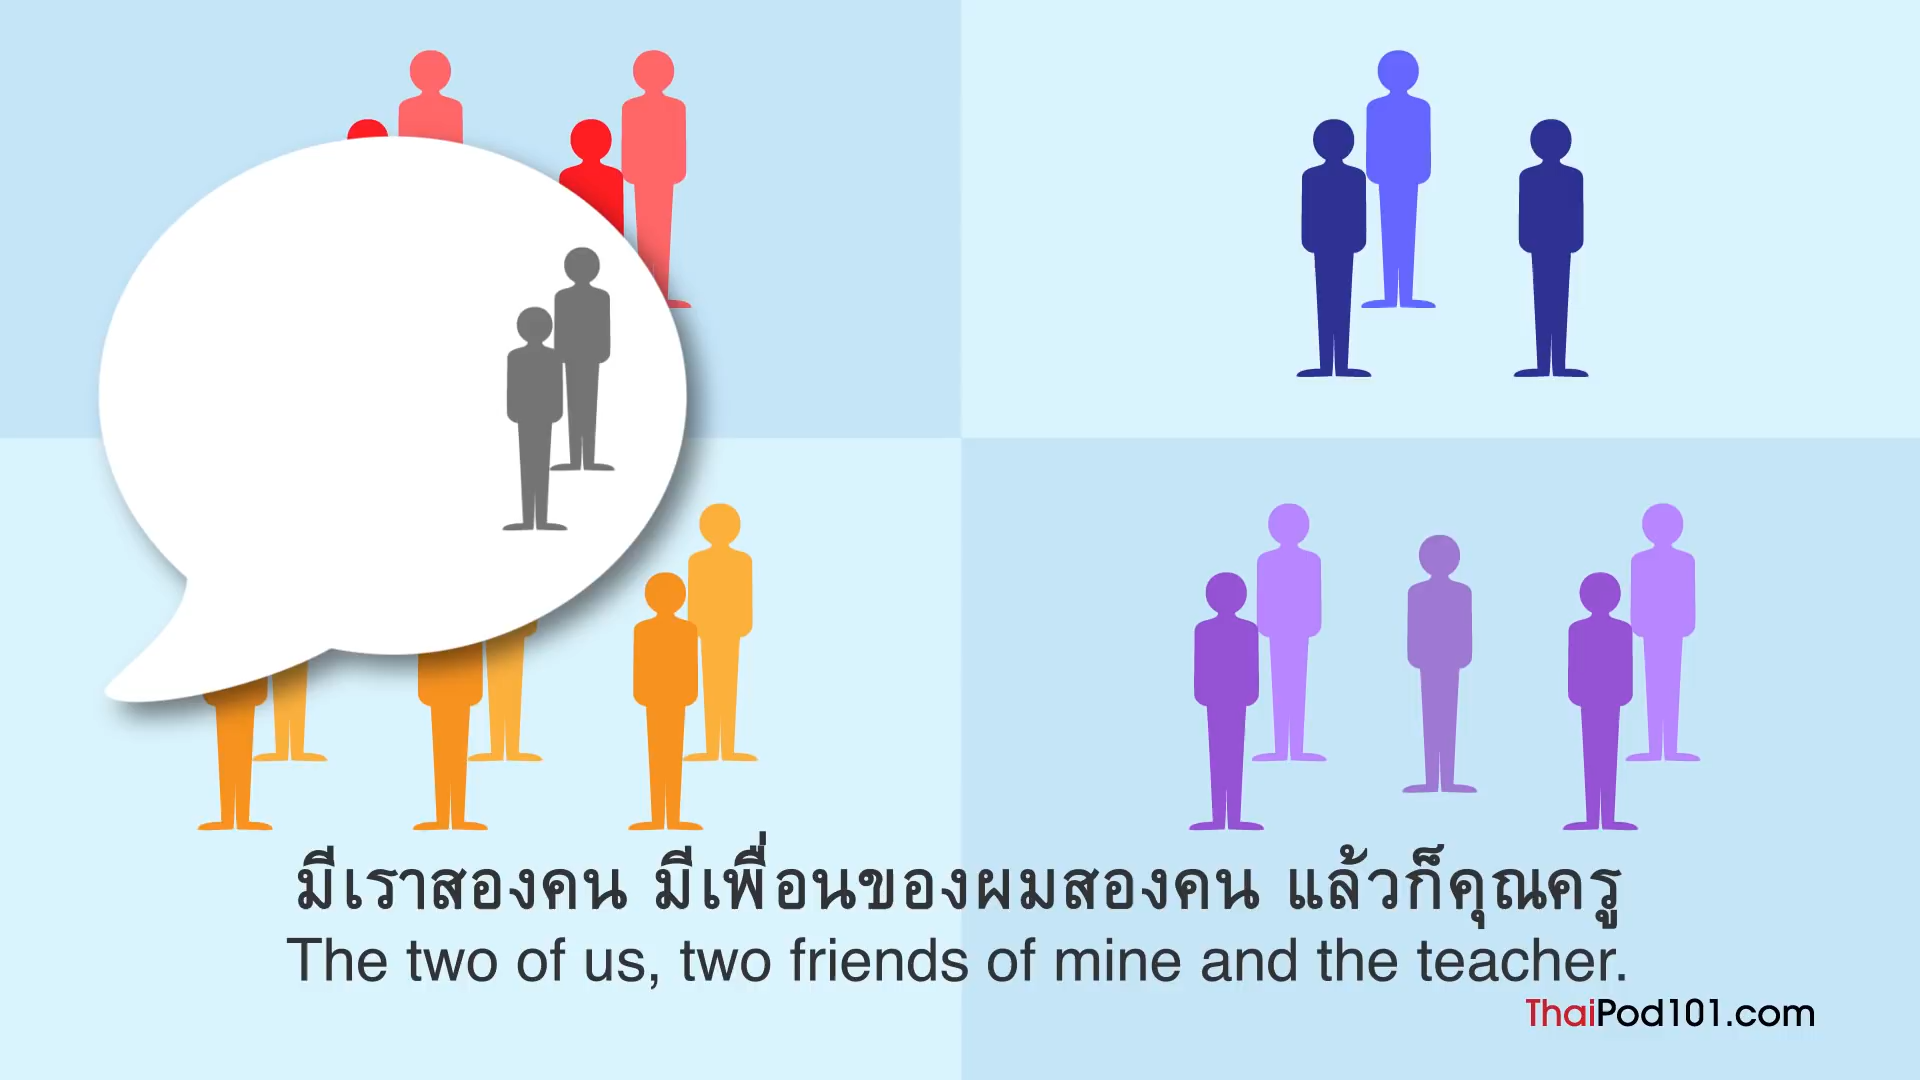 มีเราสองคน มีเพื่อนของผมสองคน แล้วก็คุณครู
The two of us, two friends of mine and the teacher.
ThaiPod101.com